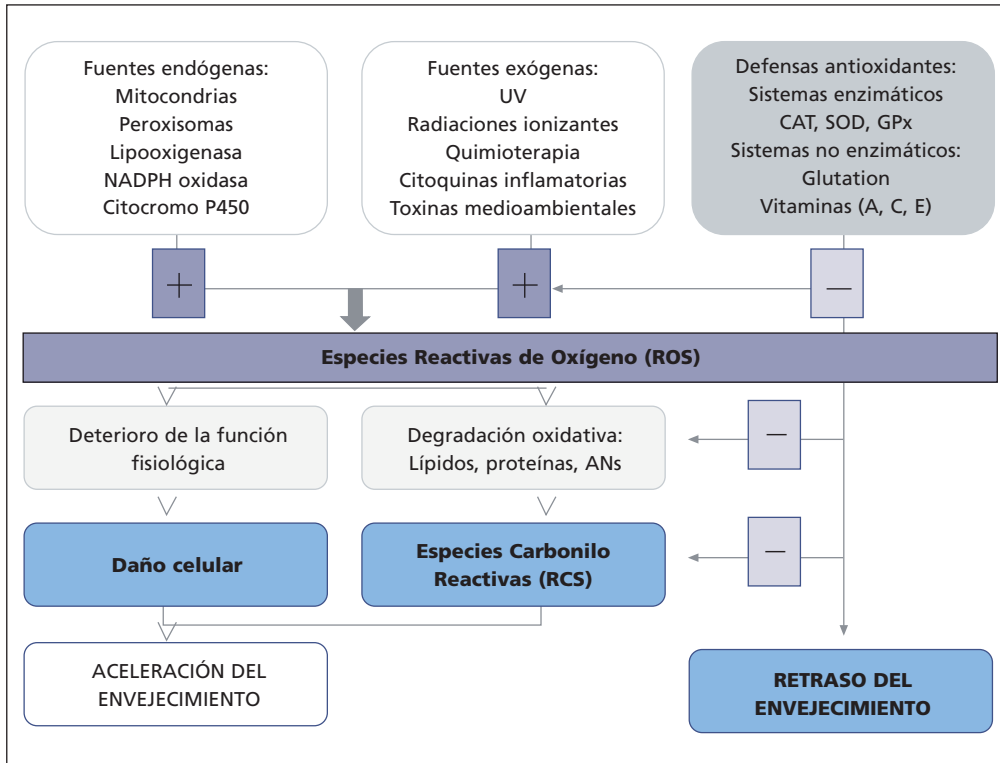 Fuentes endógenas:
Mitocondrias
Peroxisomas
Lipooxigenasa
NADPH oxidasa
Citocromo P450
Fuentes exógenas:
UV
Radiaciones ionizantes
Quimioterapia
Citoquinas inflamatorias
Toxinas medioambientales
Defensas antioxidantes:
Sistemas enzimáticos
CAT, SOD, GPx
Sistemas no enzimáticos:
Glutation
Vitaminas (A, C, E)
+
+
—
Especies Reactivas de Oxígeno (ROS)
Deterioro de la función
fisiológica
Degradación oxidativa:
Lípidos, proteínas, ANs
—
Daño celular
Especies Carbonilo
Reactivas (RCS)
—
ACELERACIÓN DEL
ENVEJECIMIENTO
RETRASO DEL
ENVEJECIMIENTO